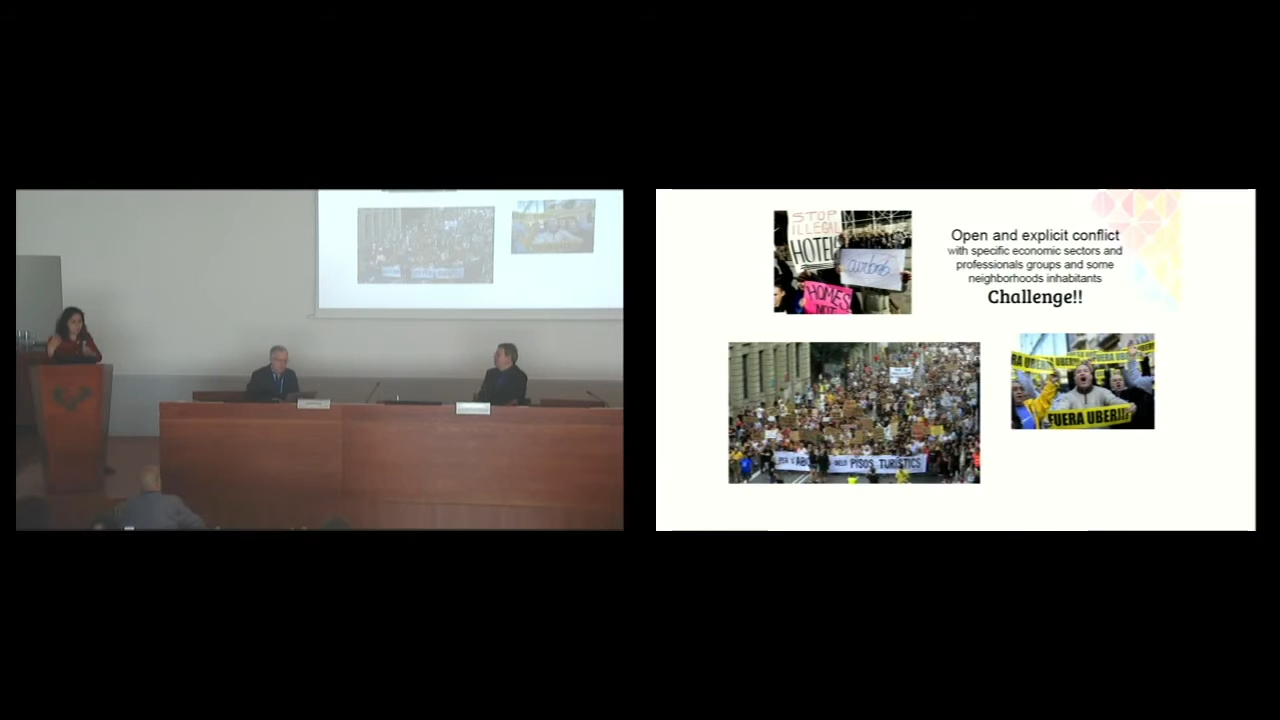 STOP
ILLEGAL
HOTELS
airbnb
HOMES
NOT
Open and explicit conflict
with specific economic sectors and
professionals groups and some
neighborhoods inhabitants
Challenge!!
FUERA UBER!!!
PISOS TURÍSTICS